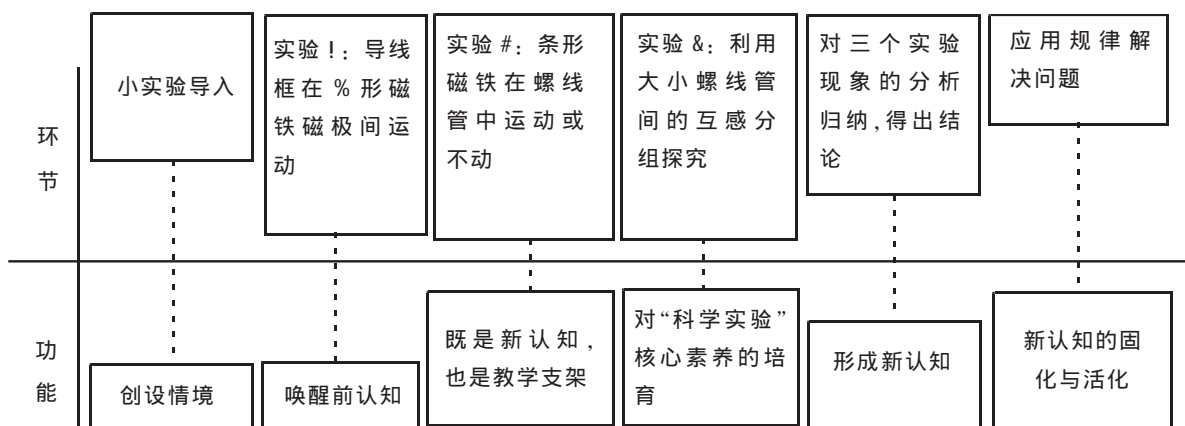 环
节
小实验导入
实验!：导线
框在%形磁
铁磁极间运
动
实验#：条形
磁铁在螺线
管中运动或
不动
实验&：利用
大小螺线管
间的互感分
组探究
对三个实验
现象的分析
归纳,得出结
论
应用规律解
决问题
功
能
创设情境
唤醒前认知
既是新认知,
也是教学支架
对“科学实验”
核心素养的培
育
形成新认知
新认知的固
化与活化